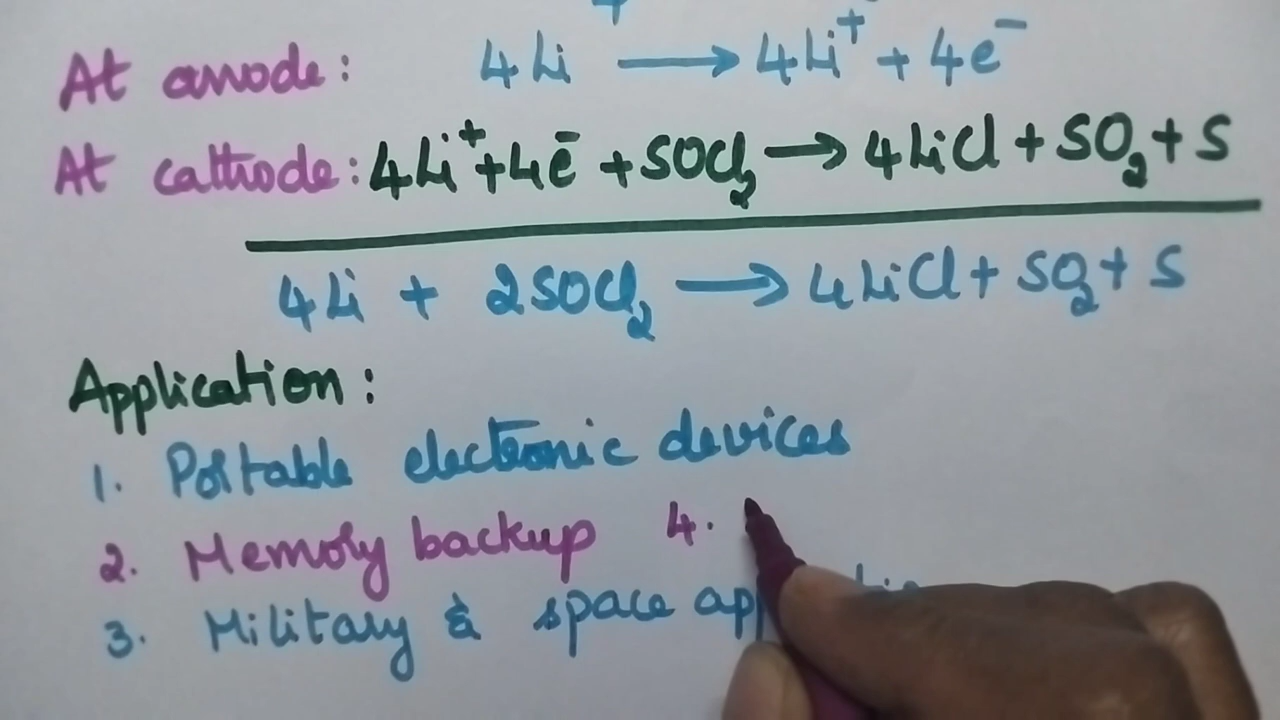 At anode: 4Li ⟶ 4Li⁺ + 4e⁻
At cathode: 4Li⁺ + 4e⁻ + SOCl₂ ⟶ 4LiCl + SO₂ + S
4Li + 2SOCl₂ ⟶ 4LiCl + SO₂ + S
Application:
1. Portable electronic devices
2. Memory backup 4.
3. Military & space